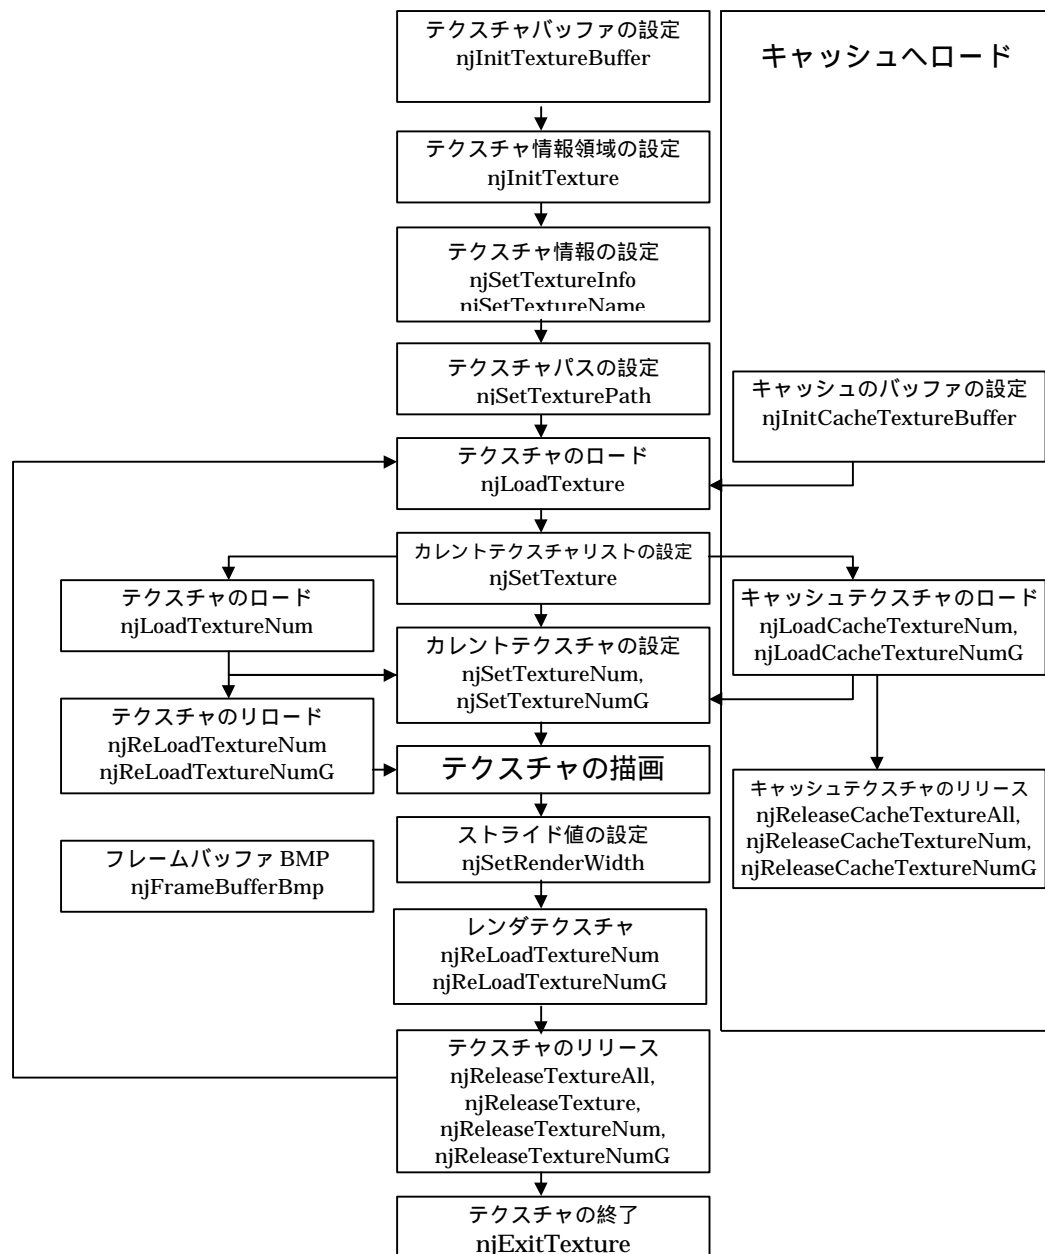 テクスチャバッファの設定
njInitTextureBuffer
キャッシュへロード
テクスチャ情報領域の設定
njInitTexture
テクスチャ情報の設定
njSetTextureInfo
njSetTextureName
テクスチャパスの設定
njSetTexturePath
キャッシュのバッファの設定
njInitCacheTextureBuffer
テクスチャのロード
njLoadTexture
カレントテクスチャリストの設定
njSetTexture
テクスチャのロード
njLoadTextureNum
キャッシュテクスチャのロード
njLoadCacheTextureNum,
njLoadCacheTextureNumG
カレントテクスチャの設定
njSetTextureNum,
njSetTextureNumG
テクスチャのリロード
njReLoadTextureNum
njReLoadTextureNumG
テクスチャの描画
キャッシュテクスチャのリリース
njReleaseCacheTextureAll,
njReleaseCacheTextureNum,
njReleaseCacheTextureNumG
ストライド値の設定
njSetRenderWidth
フレームバッファ BMP
njFrameBufferBmp
レンダテクスチャ
njReLoadTextureNum
njReLoadTextureNumG
テクスチャのリリース
njReleaseTextureAll,
njReleaseTexture,
njReleaseTextureNum,
njReleaseTextureNumG
テクスチャの終了
njExitTexture